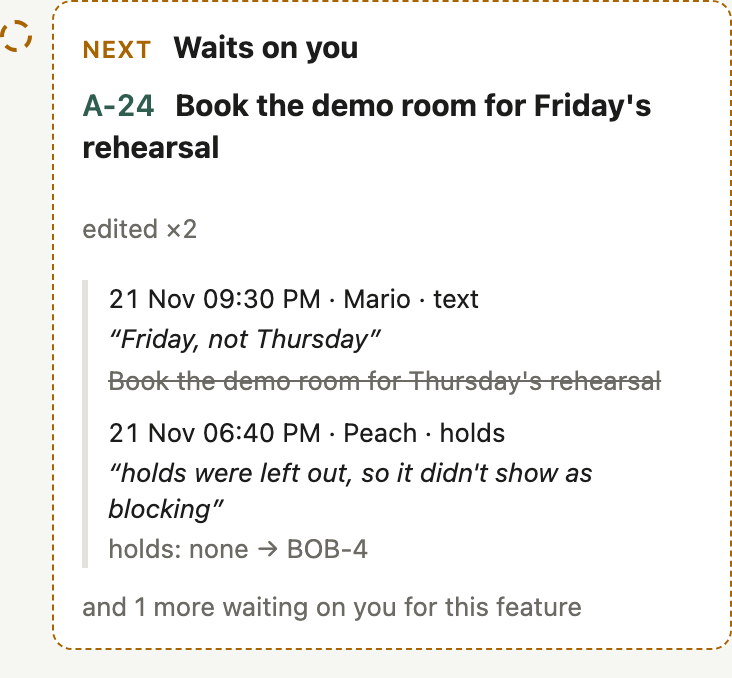 NEXT Waits on you
A-24 Book the demo room for Friday's
rehearsal
edited ×2
21 Nov 09:30 PM · Mario · text
“Friday, not Thursday”
Book the demo room for Thursday's rehearsal
21 Nov 06:40 PM · Peach · holds
“holds were left out, so it didn't show as
blocking”
holds: none → BOB-4
and 1 more waiting on you for this feature